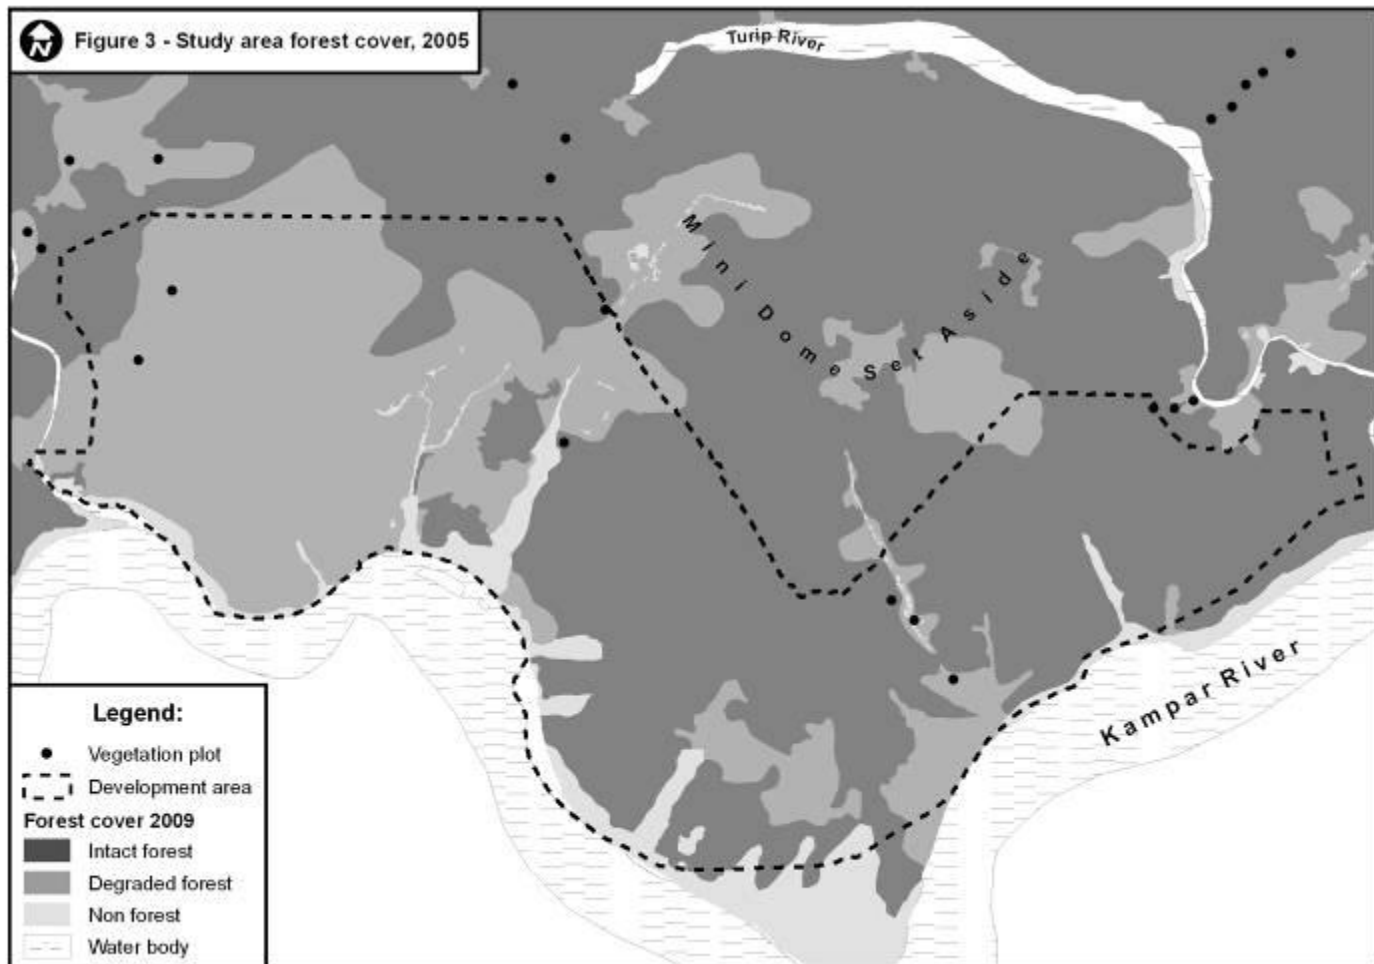 N Figure 3 - Study area forest cover, 2005
Turip River
Mini Dome Set Aside
Kampar River
Legend:
Vegetation plot
Development area
Forest cover 2009
Intact forest
Degraded forest
Non forest
Water body